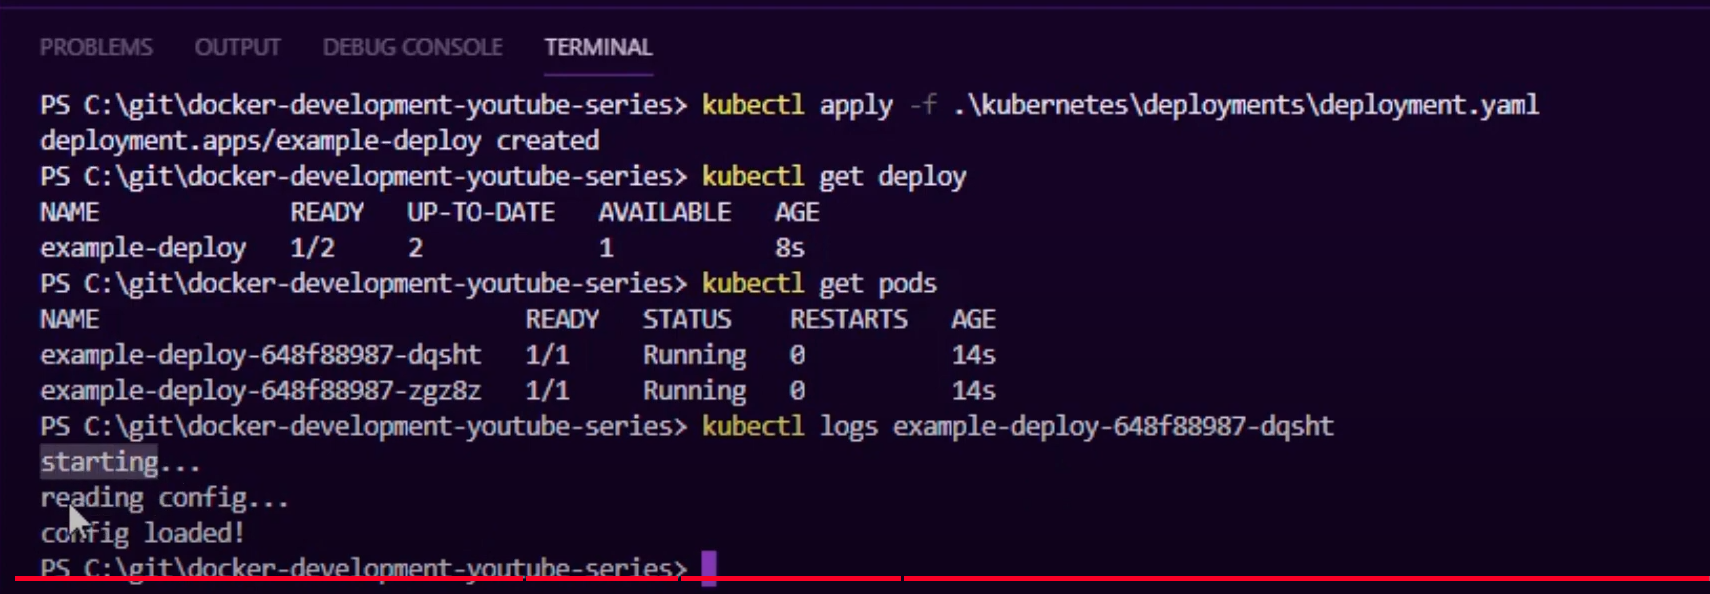 PROBLEMS OUTPUT DEBUG CONSOLE TERMINAL
PS C:\git\docker-development-youtube-series> kubectl apply -f .\kubernetes\deployments\deployment.yaml
deployment.apps/example-deploy created
PS C:\git\docker-development-youtube-series> kubectl get deploy
NAME READY UP-TO-DATE AVAILABLE AGE
example-deploy 1/2 2 1 8s
PS C:\git\docker-development-youtube-series> kubectl get pods
NAME READY STATUS RESTARTS AGE
example-deploy-648f88987-dqsht 1/1 Running 0 14s
example-deploy-648f88987-zgz8z 1/1 Running 0 14s
PS C:\git\docker-development-youtube-series> kubectl logs example-deploy-648f88987-dqsht
starting...
reading config...
config loaded!
PS C:\git\docker-development-youtube-series>